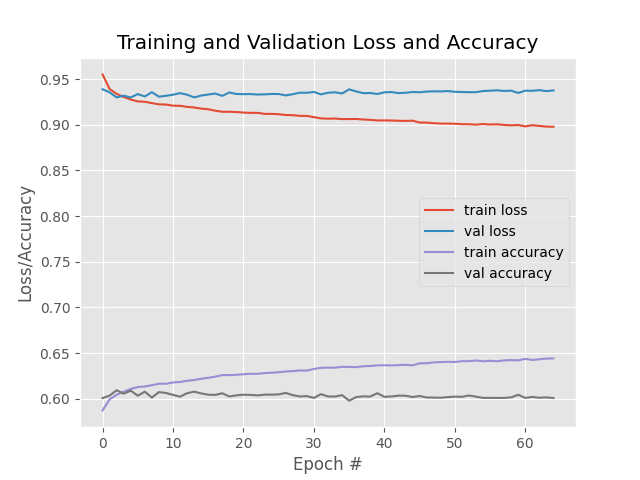 Training and Validation Loss and Accuracy
Loss/Accuracy
0.95
0.90
0.85
0.80
0.75
0.70
0.65
0.60
train loss
val loss
train accuracy
val accuracy
0 10 20 30 40 50 60
Epoch #